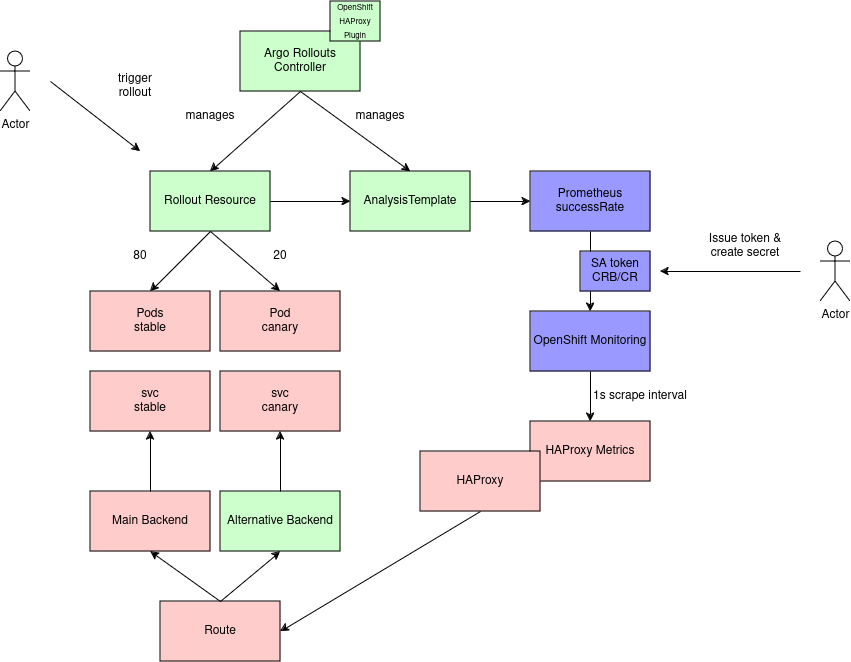 OpenShift
HAProxy
Plugin
Argo Rollouts
Controller
trigger
rollout
Actor
manages
manages
Rollout Resource
AnalysisTemplate
Prometheus
successRate
Issue token &
create secret
80
20
SA token
CRB/CR
Actor
Pods
stable
Pod
canary
OpenShift Monitoring
svc
stable
svc
canary
1s scrape interval
HAProxy Metrics
HAProxy
Main Backend
Alternative Backend
Route